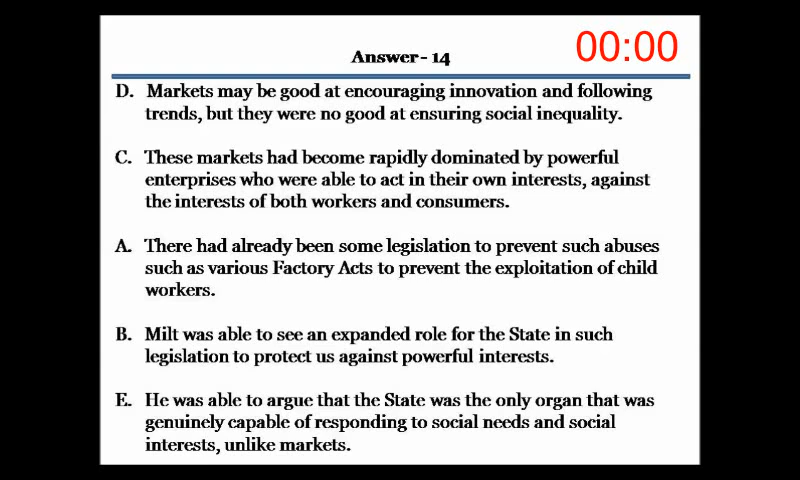 00:00
Answer- 14
D. Markets may be good at encouraging innovation and following
trends, but they were no good at ensuring social inequality.
C. These markets had become rapidly dominated by powerful
enterprises who were able to act in their own interests, against
the interests of both workers and consumers.
A. There had already been some legislation to prevent such abuses
such as various Factory Acts to prevent the exploitation of child
workers.
B. Milt was able to see an expanded role for the State in such
legislation to protect us against powerful interests.
E. He was able to argue that the State was the only organ that was
genuinely capable of responding to social needs and social
interests, unlike markets.